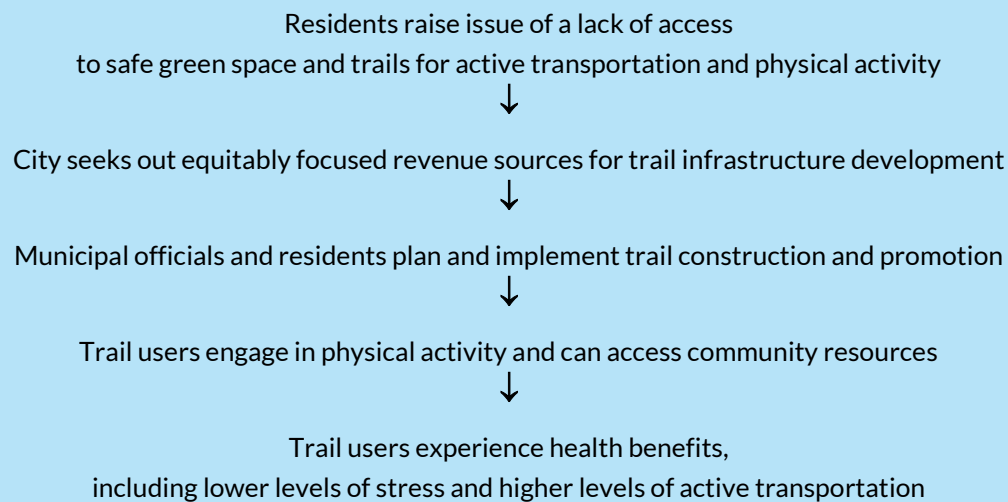 Residents raise issue of a lack of access
to safe green space and trails for active transportation and physical activity
↓
City seeks out equitably focused revenue sources for trail infrastructure development
↓
Municipal officials and residents plan and implement trail construction and promotion
↓
Trail users engage in physical activity and can access community resources
↓
Trail users experience health benefits,
including lower levels of stress and higher levels of active transportation